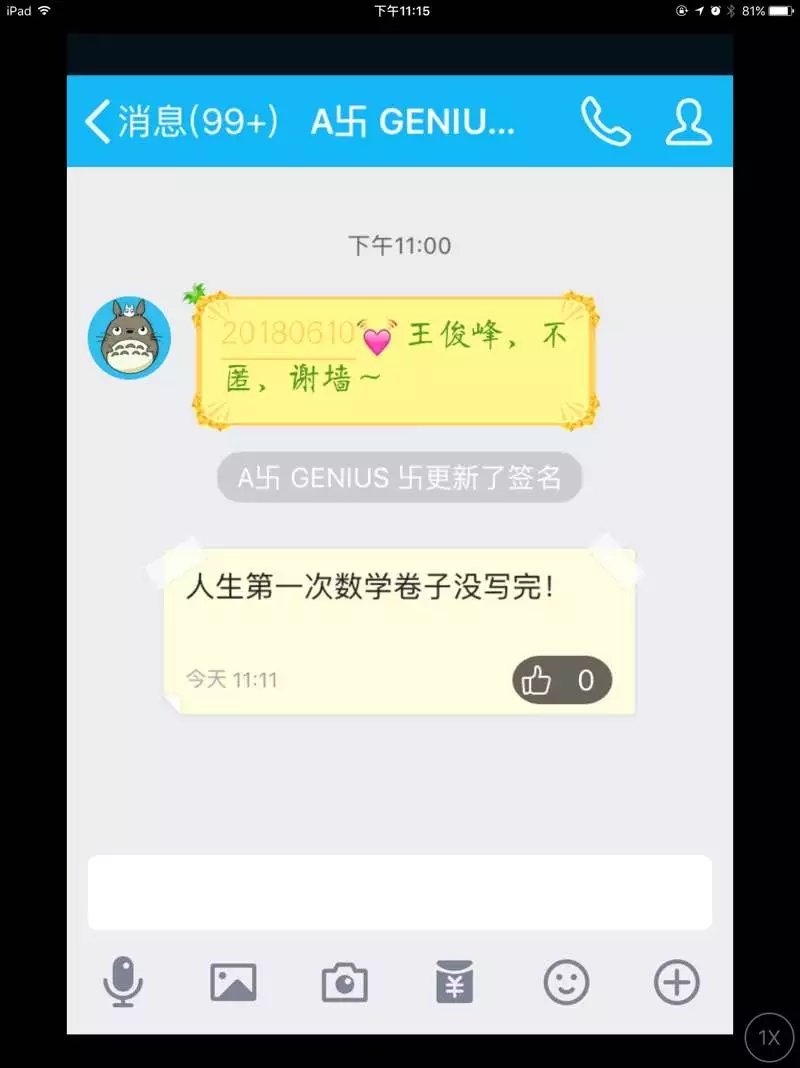 iPad 下午11:15 81%
消息(99+) A卐 GENIU...
下午11:00
20180610💓王俊峰，不
匿，谢墙～
A卐 GENIUS 卐更新了签名
人生第一次数学卷子没写完！
今天 11:11 0
1X